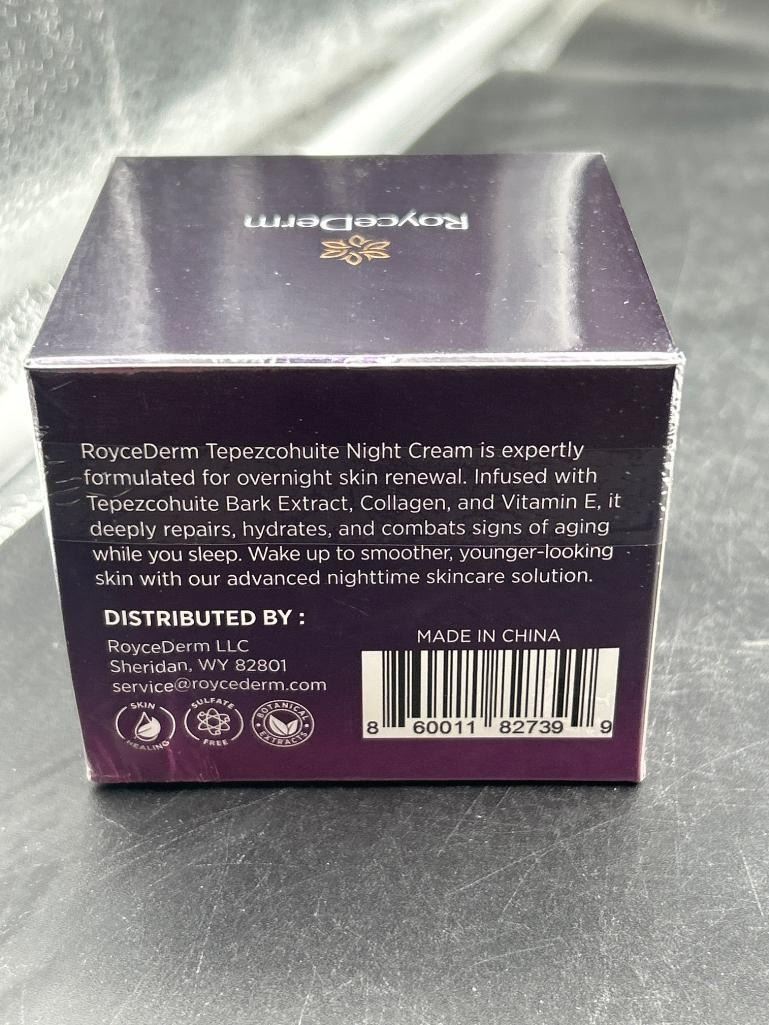 RoyceDerm
RoyceDerm Tepezcohuite Night Cream is expertly
formulated for overnight skin renewal. Infused with
Tepezcohuite Bark Extract, Collagen, and Vitamin E, it
deeply repairs, hydrates, and combats signs of aging
while you sleep. Wake up to smoother, younger-looking
skin with our advanced nighttime skincare solution.
DISTRIBUTED BY :
RoyceDerm LLC
Sheridan, WY 82801
service@roycederm.com
SKIN
HEALING
SULFATE
FREE
BOTANICAL
EXTRACTS
MADE IN CHINA
8 60011 82739 9